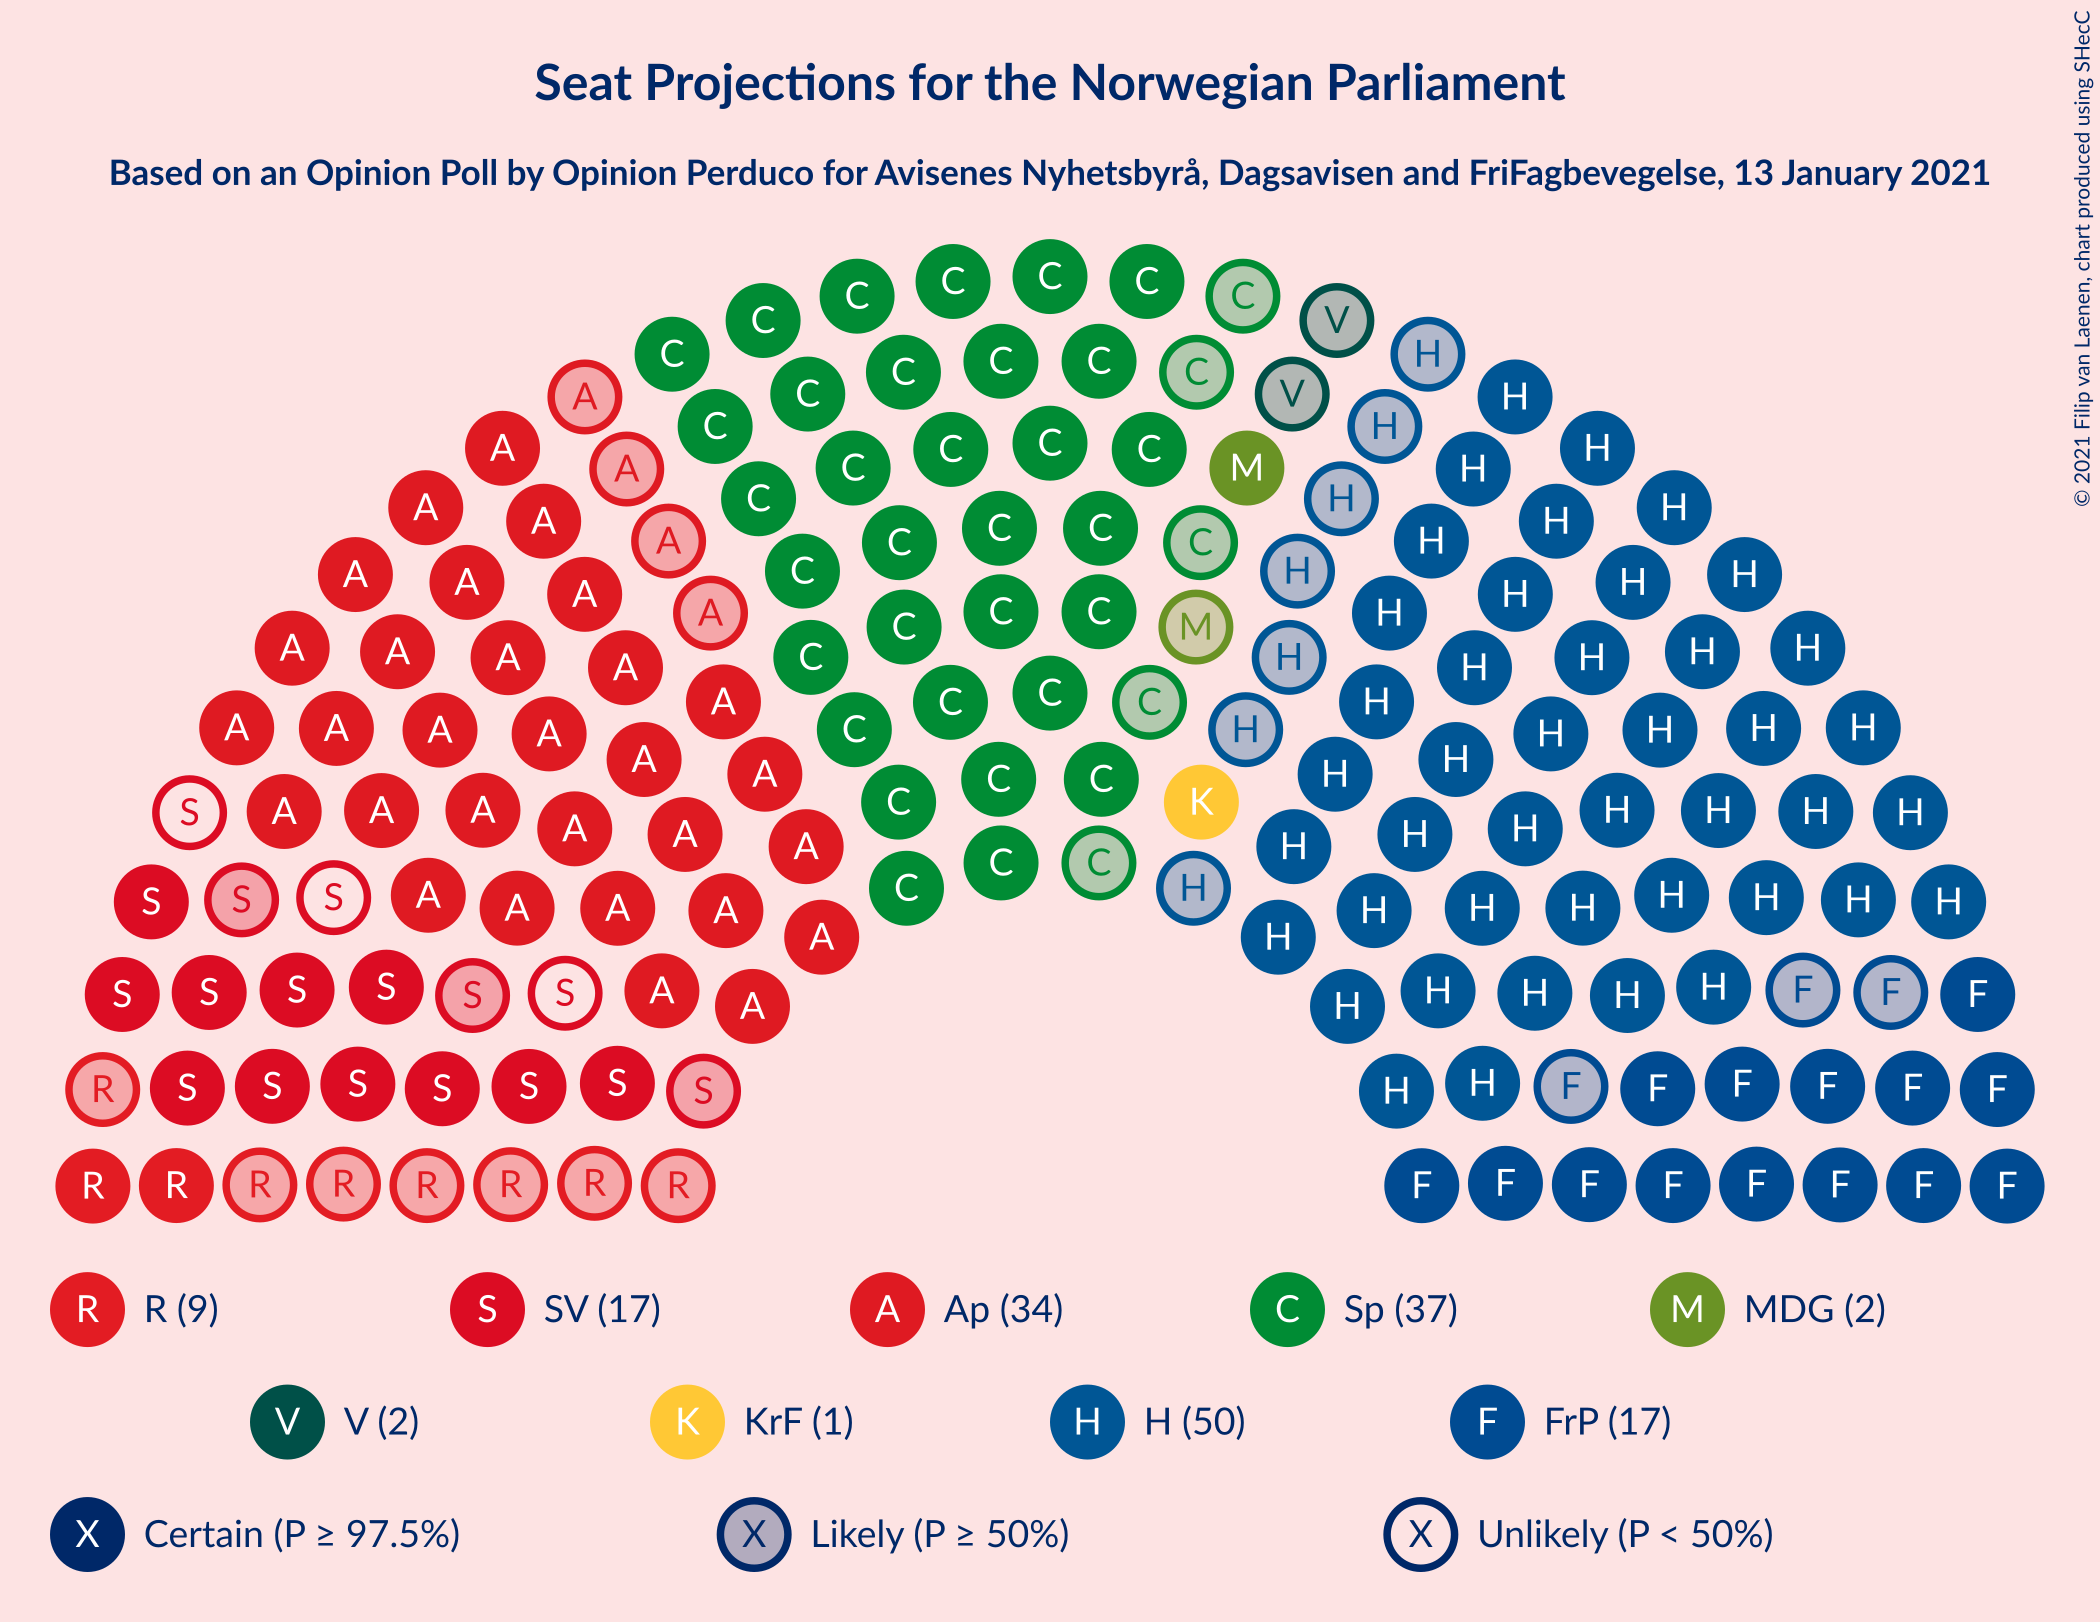 Seat Projections for the Norwegian Parliament
Based on an Opinion Poll by Opinion Perduco for Avisenes Nyhetsbyrå, Dagsavisen and FriFagbevegelse, 13 January 2021
© 2021 Filip van Laenen, chart produced using SHecC
C C C C C
C V
C C C C C H
A C V H
A C C C C H H
A C M H
A A C H H H
A C C C C H
A A A C H H H H
A C C C M H
A A A A C H H H H H
A C C C H
A A A A C H H H H H
A A C C H H
S A A A A A A C K H H H H H H H
S S S A A A A A C C C H H H H H H H H H
S S S S S S A A H H H H H F F F
R S S S S S S S H H F F F F F F
R R R R R R R R F F F F F F F F
R R (9) S SV (17) A Ap (34) C Sp (37) M MDG (2)
V V (2) K KrF (1) H H (50) F FrP (17)
X Certain (P ≥ 97.5%) X Likely (P ≥ 50%) X Unlikely (P < 50%)